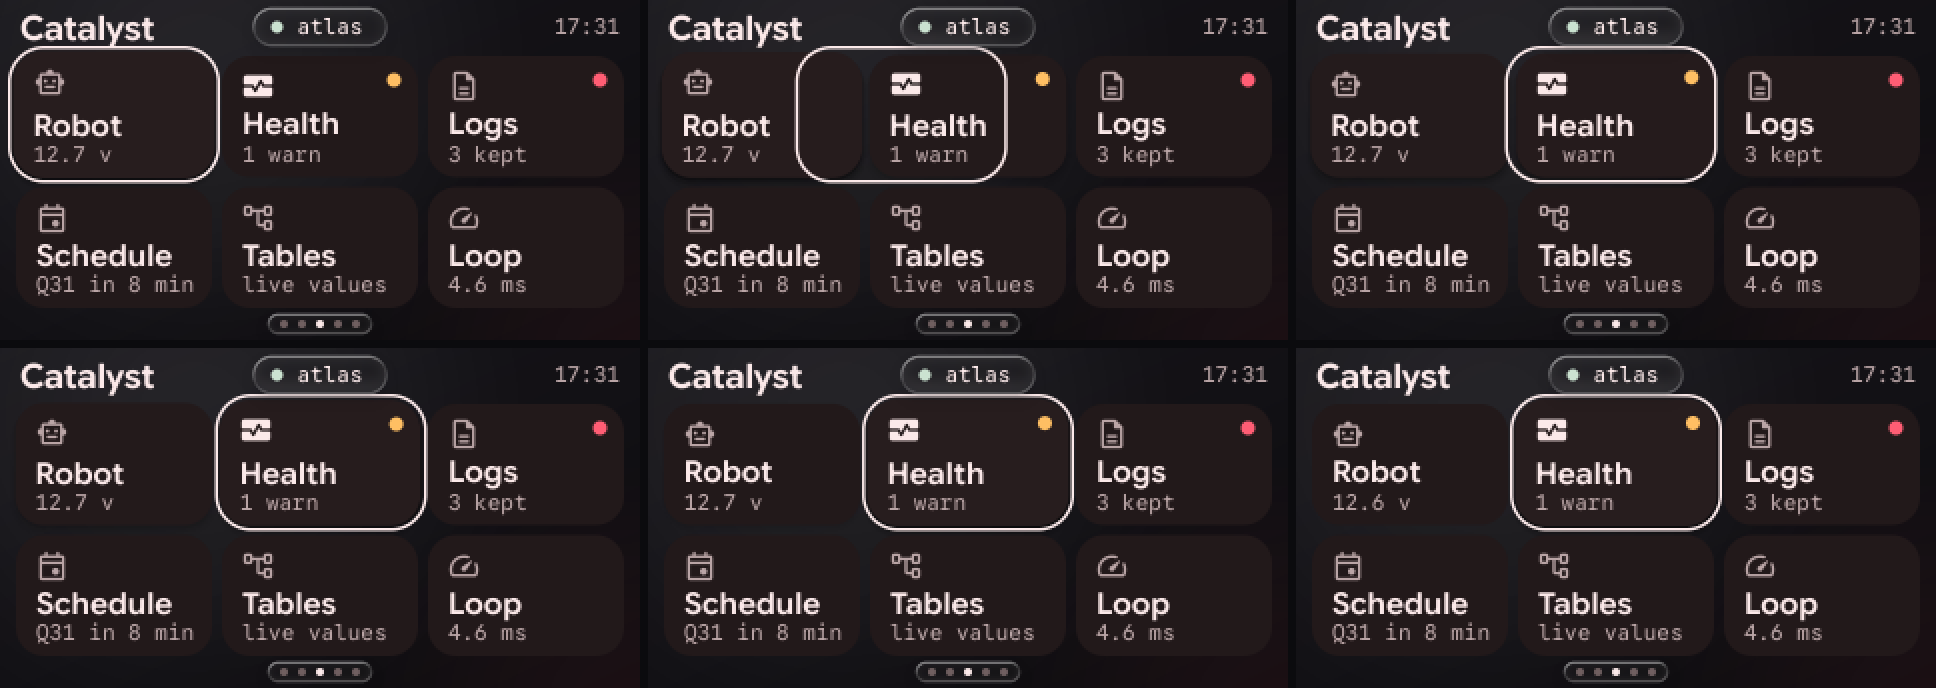 Catalyst
atlas
17:31
Robot
12.7 v
Health
1 warn
Logs
3 kept
Schedule
Q31 in 8 min
Tables
live values
Loop
4.6 ms
Catalyst
atlas
17:31
Robot
12.7 v
Health
1 warn
Logs
3 kept
Schedule
Q31 in 8 min
Tables
live values
Loop
4.6 ms
Catalyst
atlas
17:31
Robot
12.7 v
Health
1 warn
Logs
3 kept
Schedule
Q31 in 8 min
Tables
live values
Loop
4.6 ms
Catalyst
atlas
17:31
Robot
12.7 v
Health
1 warn
Logs
3 kept
Schedule
Q31 in 8 min
Tables
live values
Loop
4.6 ms
Catalyst
atlas
17:31
Robot
12.7 v
Health
1 warn
Logs
3 kept
Schedule
Q31 in 8 min
Tables
live values
Loop
4.6 ms
Catalyst
atlas
17:31
Robot
12.6 v
Health
1 warn
Logs
3 kept
Schedule
Q31 in 8 min
Tables
live values
Loop
4.6 ms